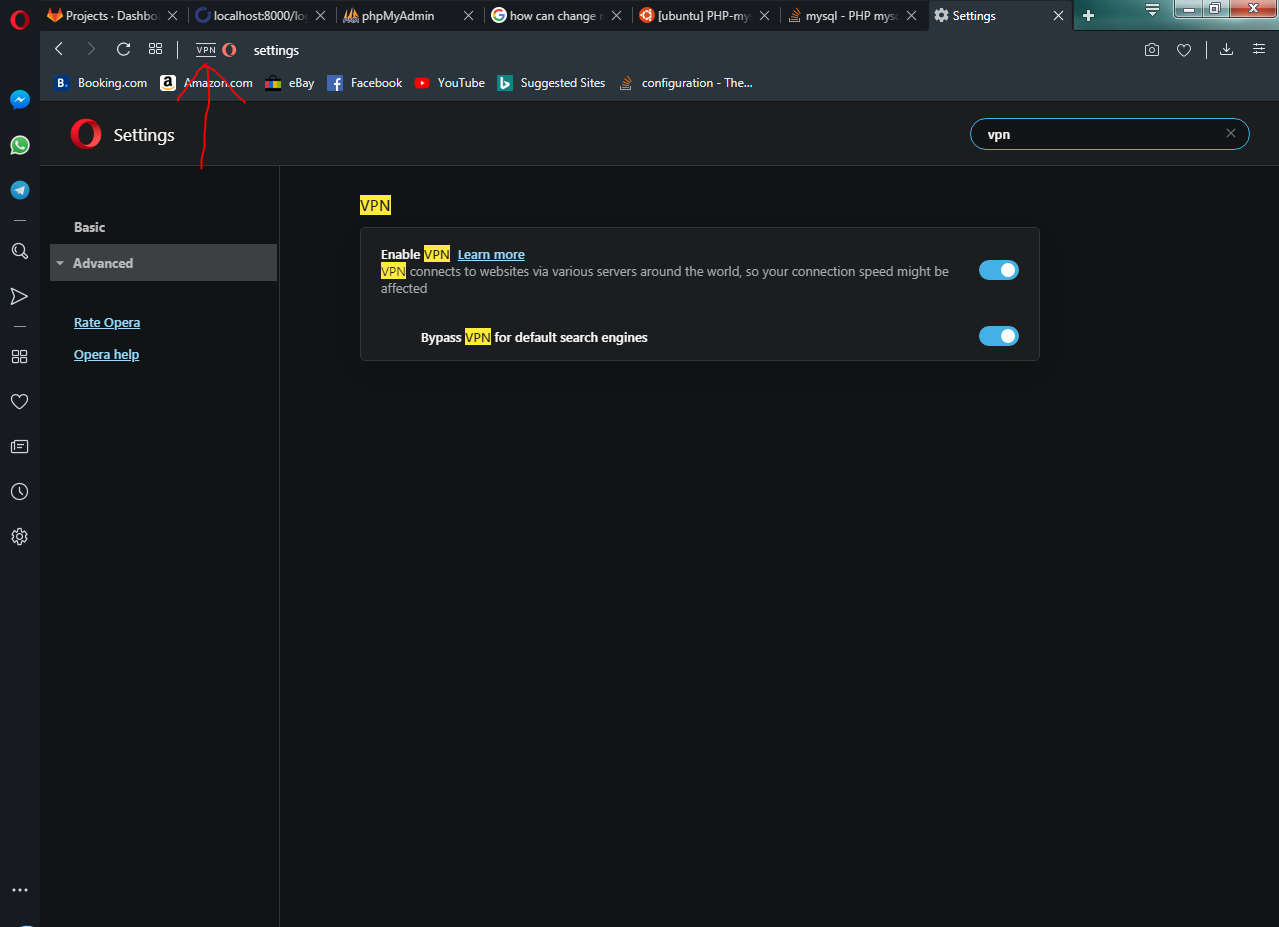 Projects · Dashbo
localhost:8000/log
phpMyAdmin
how can change
[ubuntu] PHP-mys
mysql - PHP mysc
Settings
VPN
settings
B. Booking.com
a Amazon.com
eBay
Facebook
YouTube
Suggested Sites
configuration - The...
Settings
vpn
Basic
Advanced
Rate Opera
Opera help
VPN
Enable VPN Learn more
VPN connects to websites via various servers around the world, so your connection speed might be
affected
Bypass VPN for default search engines